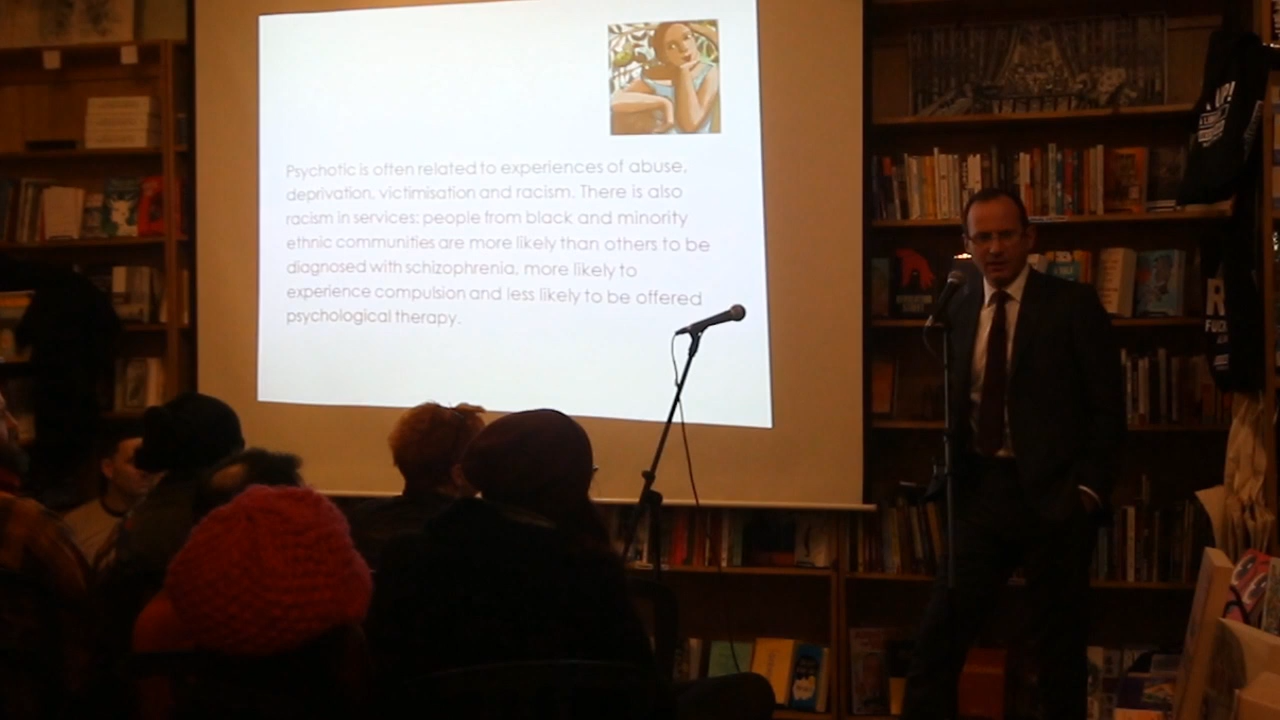 Psychotic is often related to experiences of abuse,
deprivation, victimisation and racism. There is also
racism in services: people from black and minority
ethnic communities are more likely than others to be
diagnosed with schizophrenia, more likely to
experience compulsion and less likely to be offered
psychological therapy.